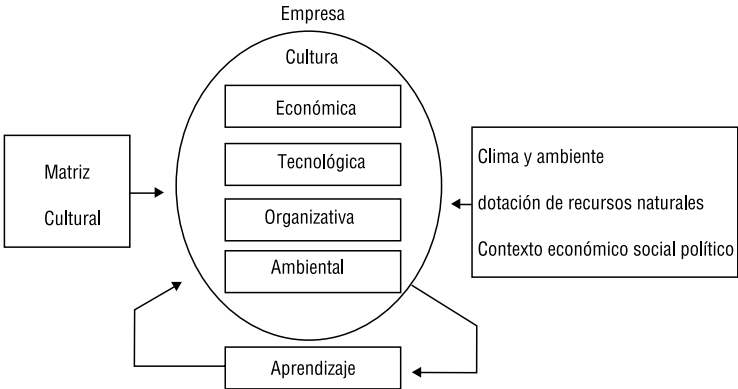 Empresa
Cultura
Económica
Tecnológica
Organizativa
Ambiental
Matriz
Cultural
Clima y ambiente
dotación de recursos naturales
Contexto económico social político
Aprendizaje